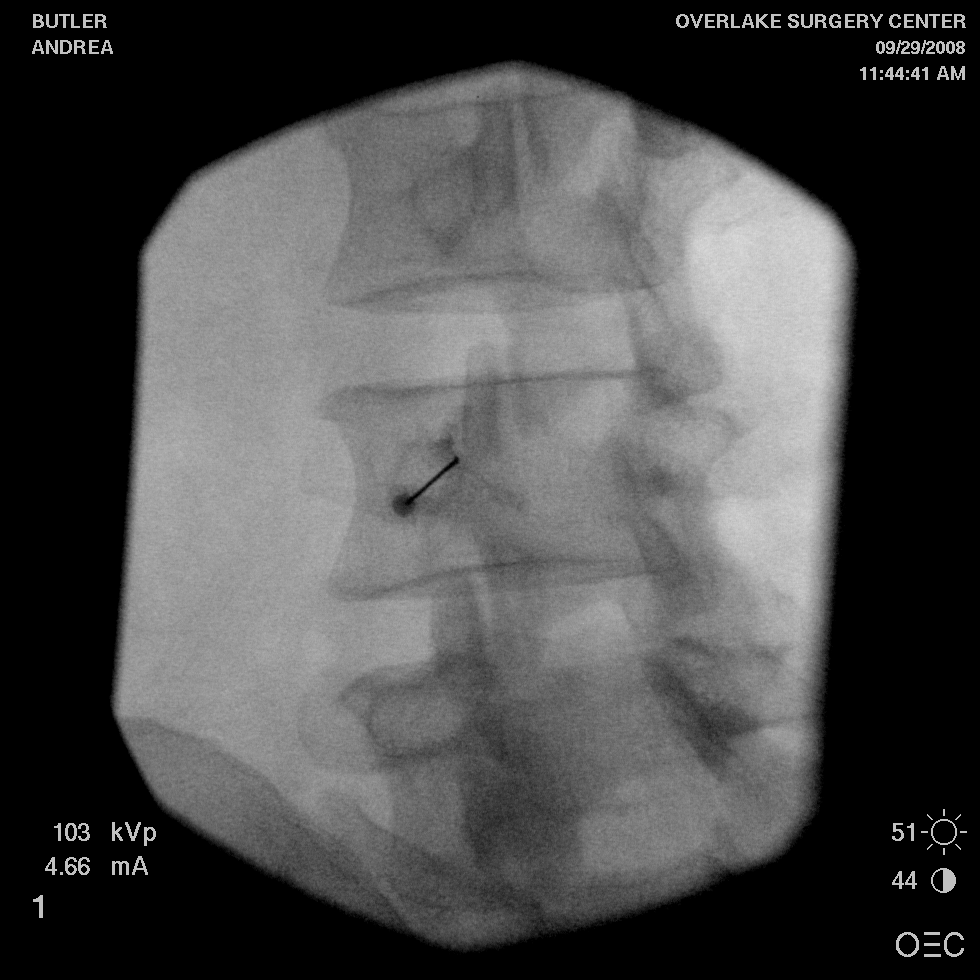 BUTLER
ANDREA
OVERLAKE SURGERY CENTER
09/29/2008
11:44:41 AM
103 kVp
4.66 mA
1
51
44
OEC